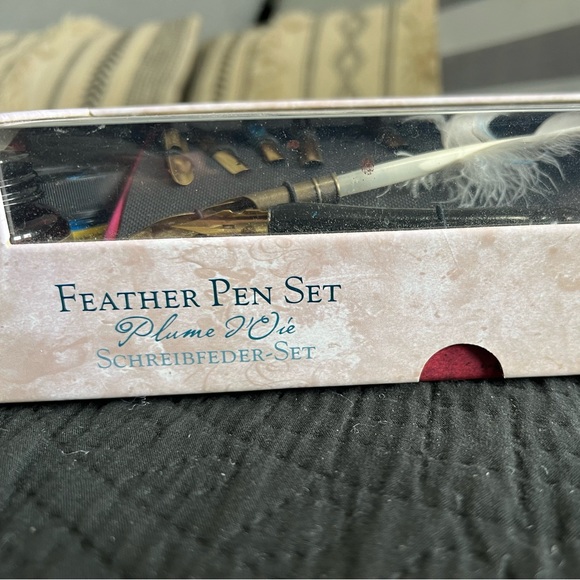 FEATHER PEN SET
Plume d'Oie
SCHREIBFEDER-SET